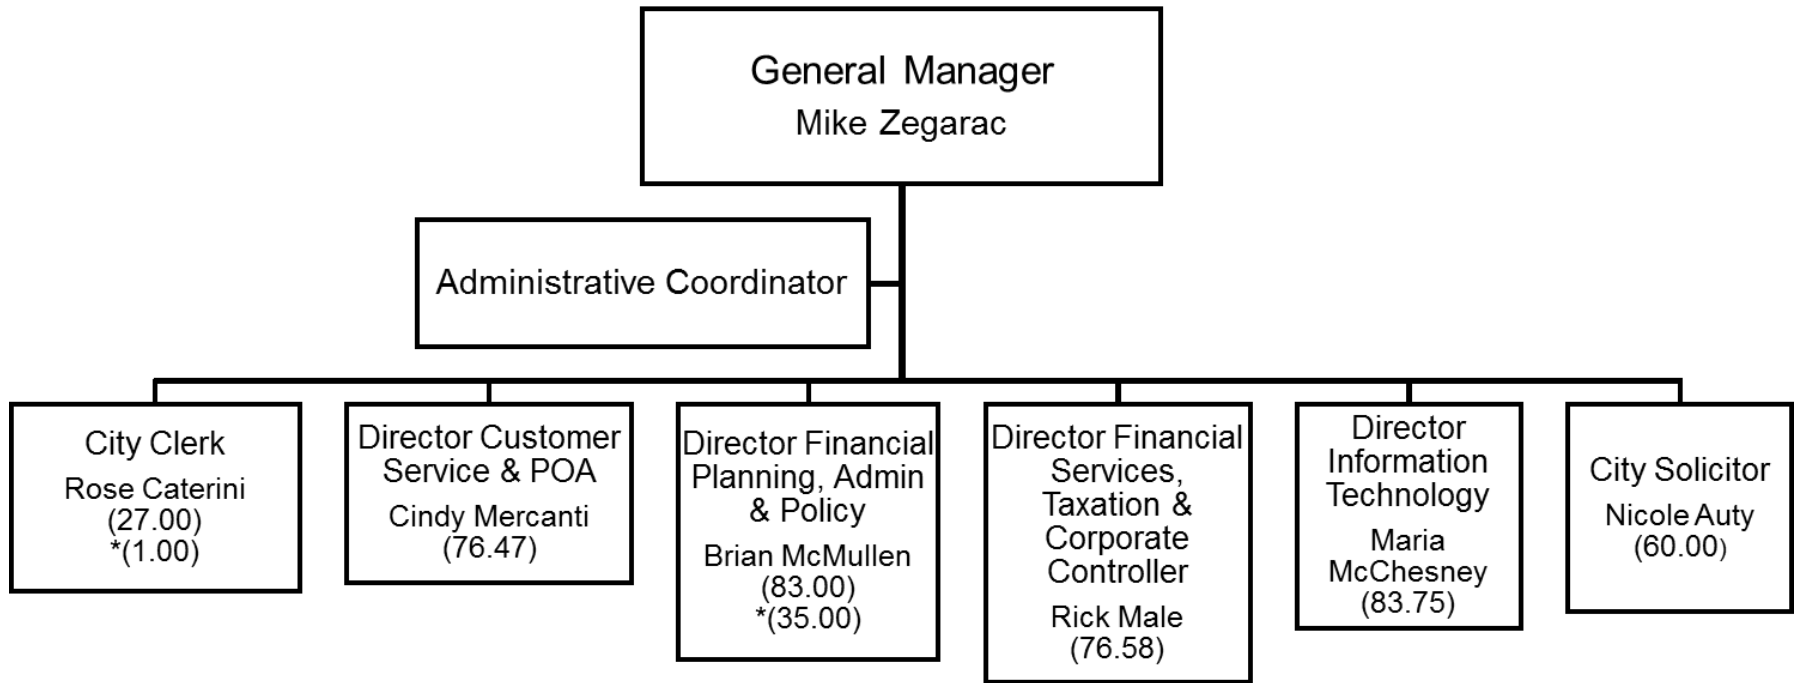 General Manager
Mike Zegarac
Administrative Coordinator
City Clerk
Rose Caterini
(27.00)
*(1.00)
Director Customer
Service & POA
Cindy Mercanti
(76.47)
Director Financial
Planning, Admin
& Policy
Brian McMullen
(83.00)
*(35.00)
Director Financial
Services,
Taxation &
Corporate
Controller
Rick Male
(76.58)
Director
Information
Technology
Maria
McChesney
(83.75)
City Solicitor
Nicole Auty
(60.00)